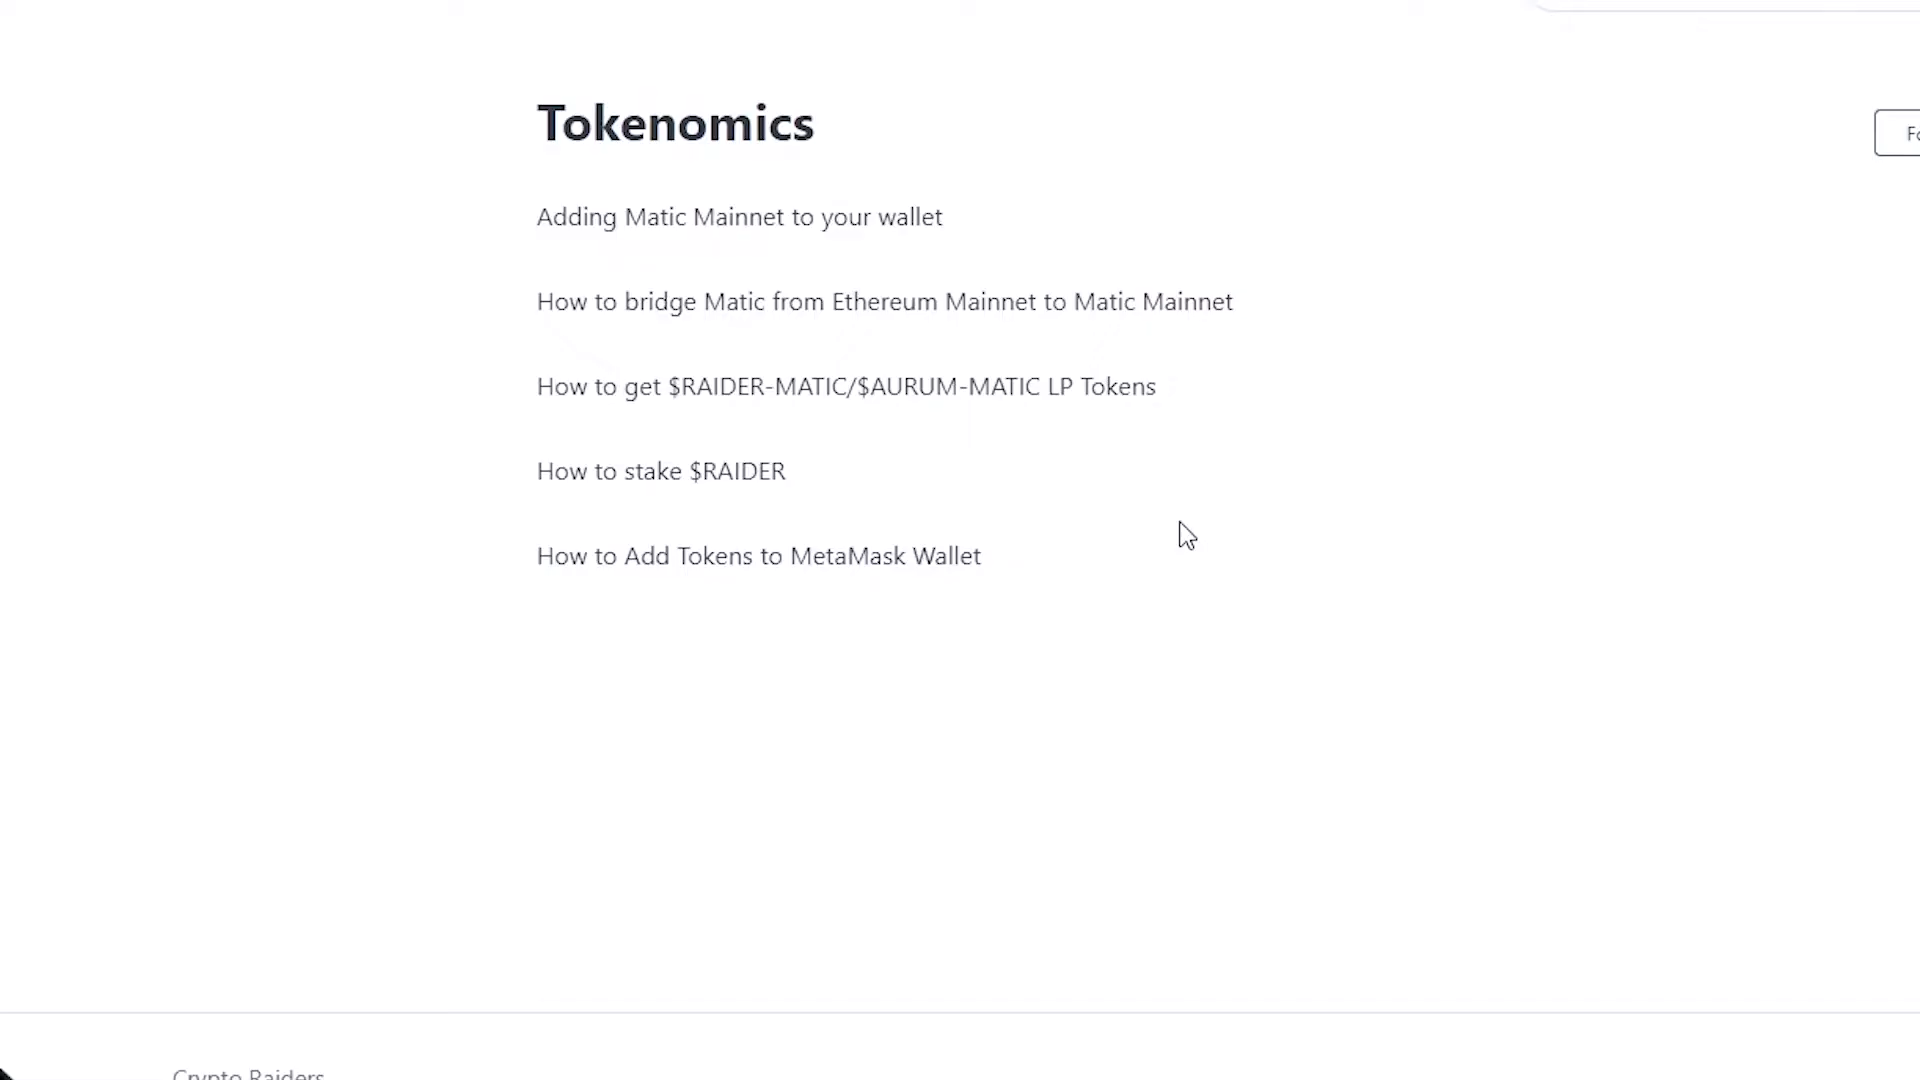 Tokenomics
Adding Matic Mainnet to your wallet
How to bridge Matic from Ethereum Mainnet to Matic Mainnet
How to get $RAIDER-MATIC/$AURUM-MATIC LP Tokens
How to stake $RAIDER
How to Add Tokens to MetaMask Wallet
Crypto Raiders